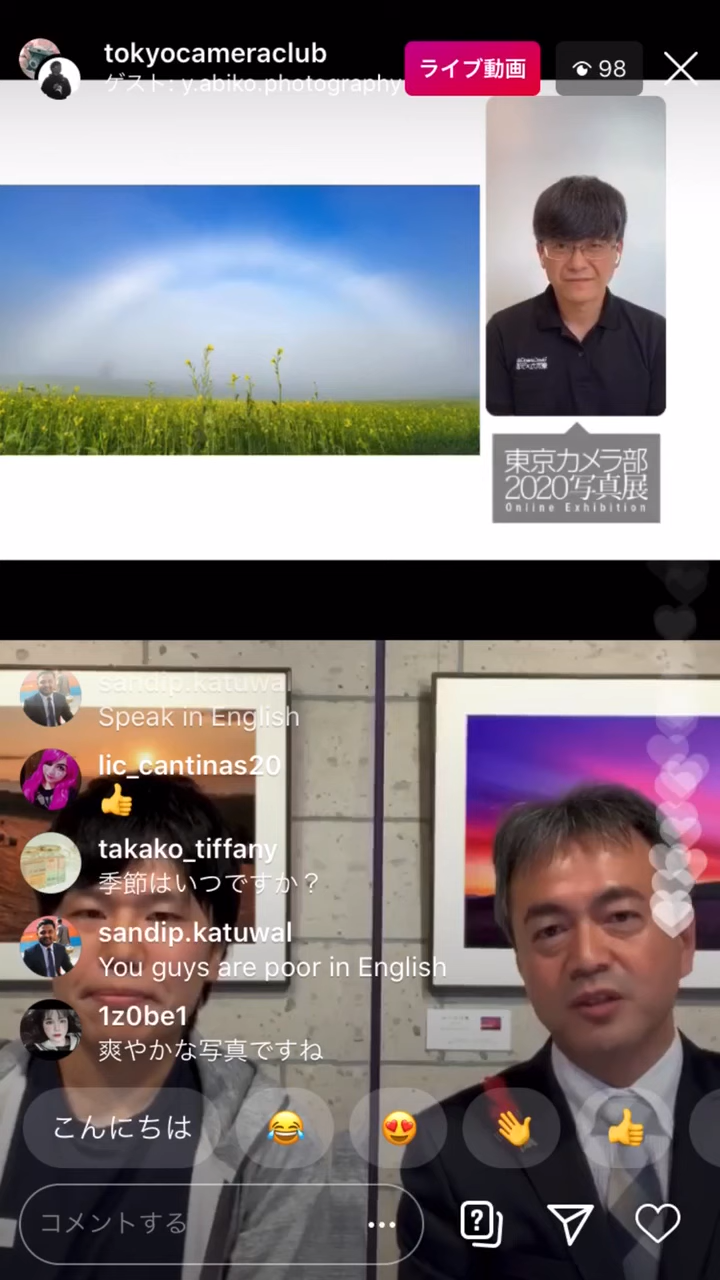 tokyocameraclub
ゲスト: y.abiko.photography
ライブ動画
98
東京カメラ部
2020写真展
Online Exhibition
sandip.katuwal
Speak in English
lic_cantinas20
👍
takako_tiffany
季節はいつですか？
sandip.katuwal
You guys are poor in English
1z0be1
爽やかな写真ですね
こんにちは 😂 😍 👋 👍
コメントする